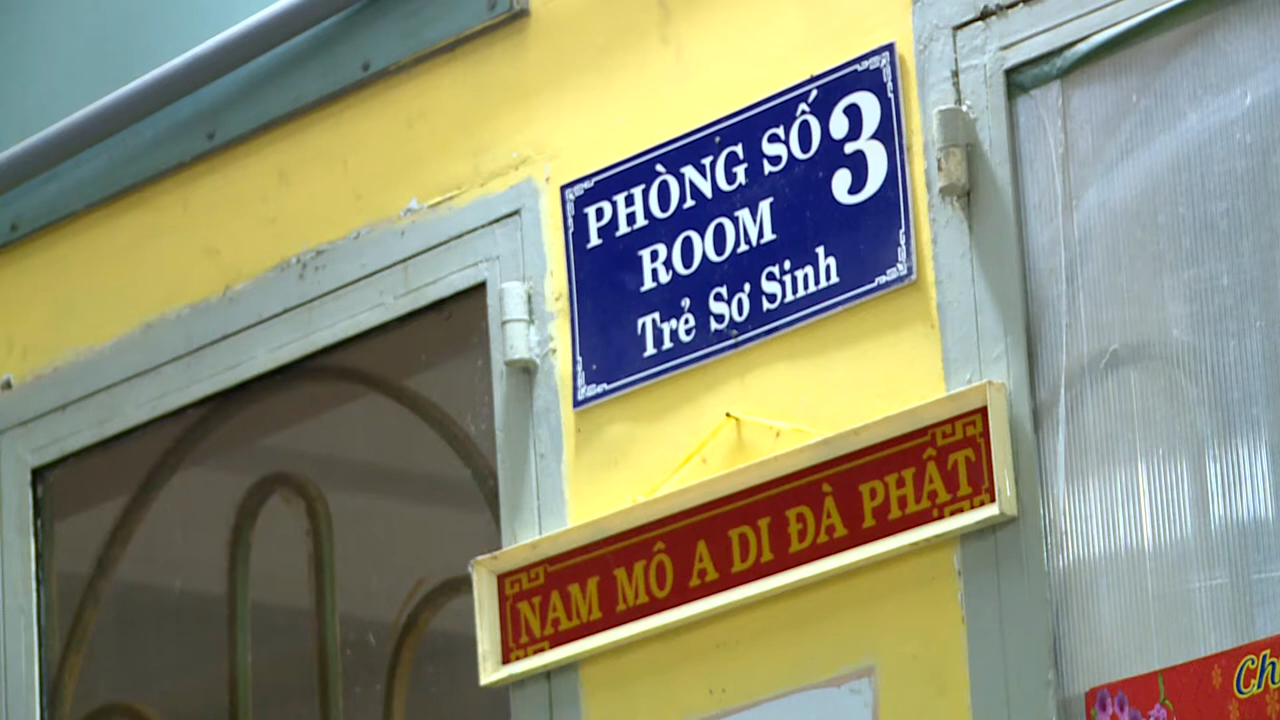 PHÒNG SỐ 3
ROOM
Trẻ Sơ Sinh
NAM MÔ A DI ĐÀ PHẬT